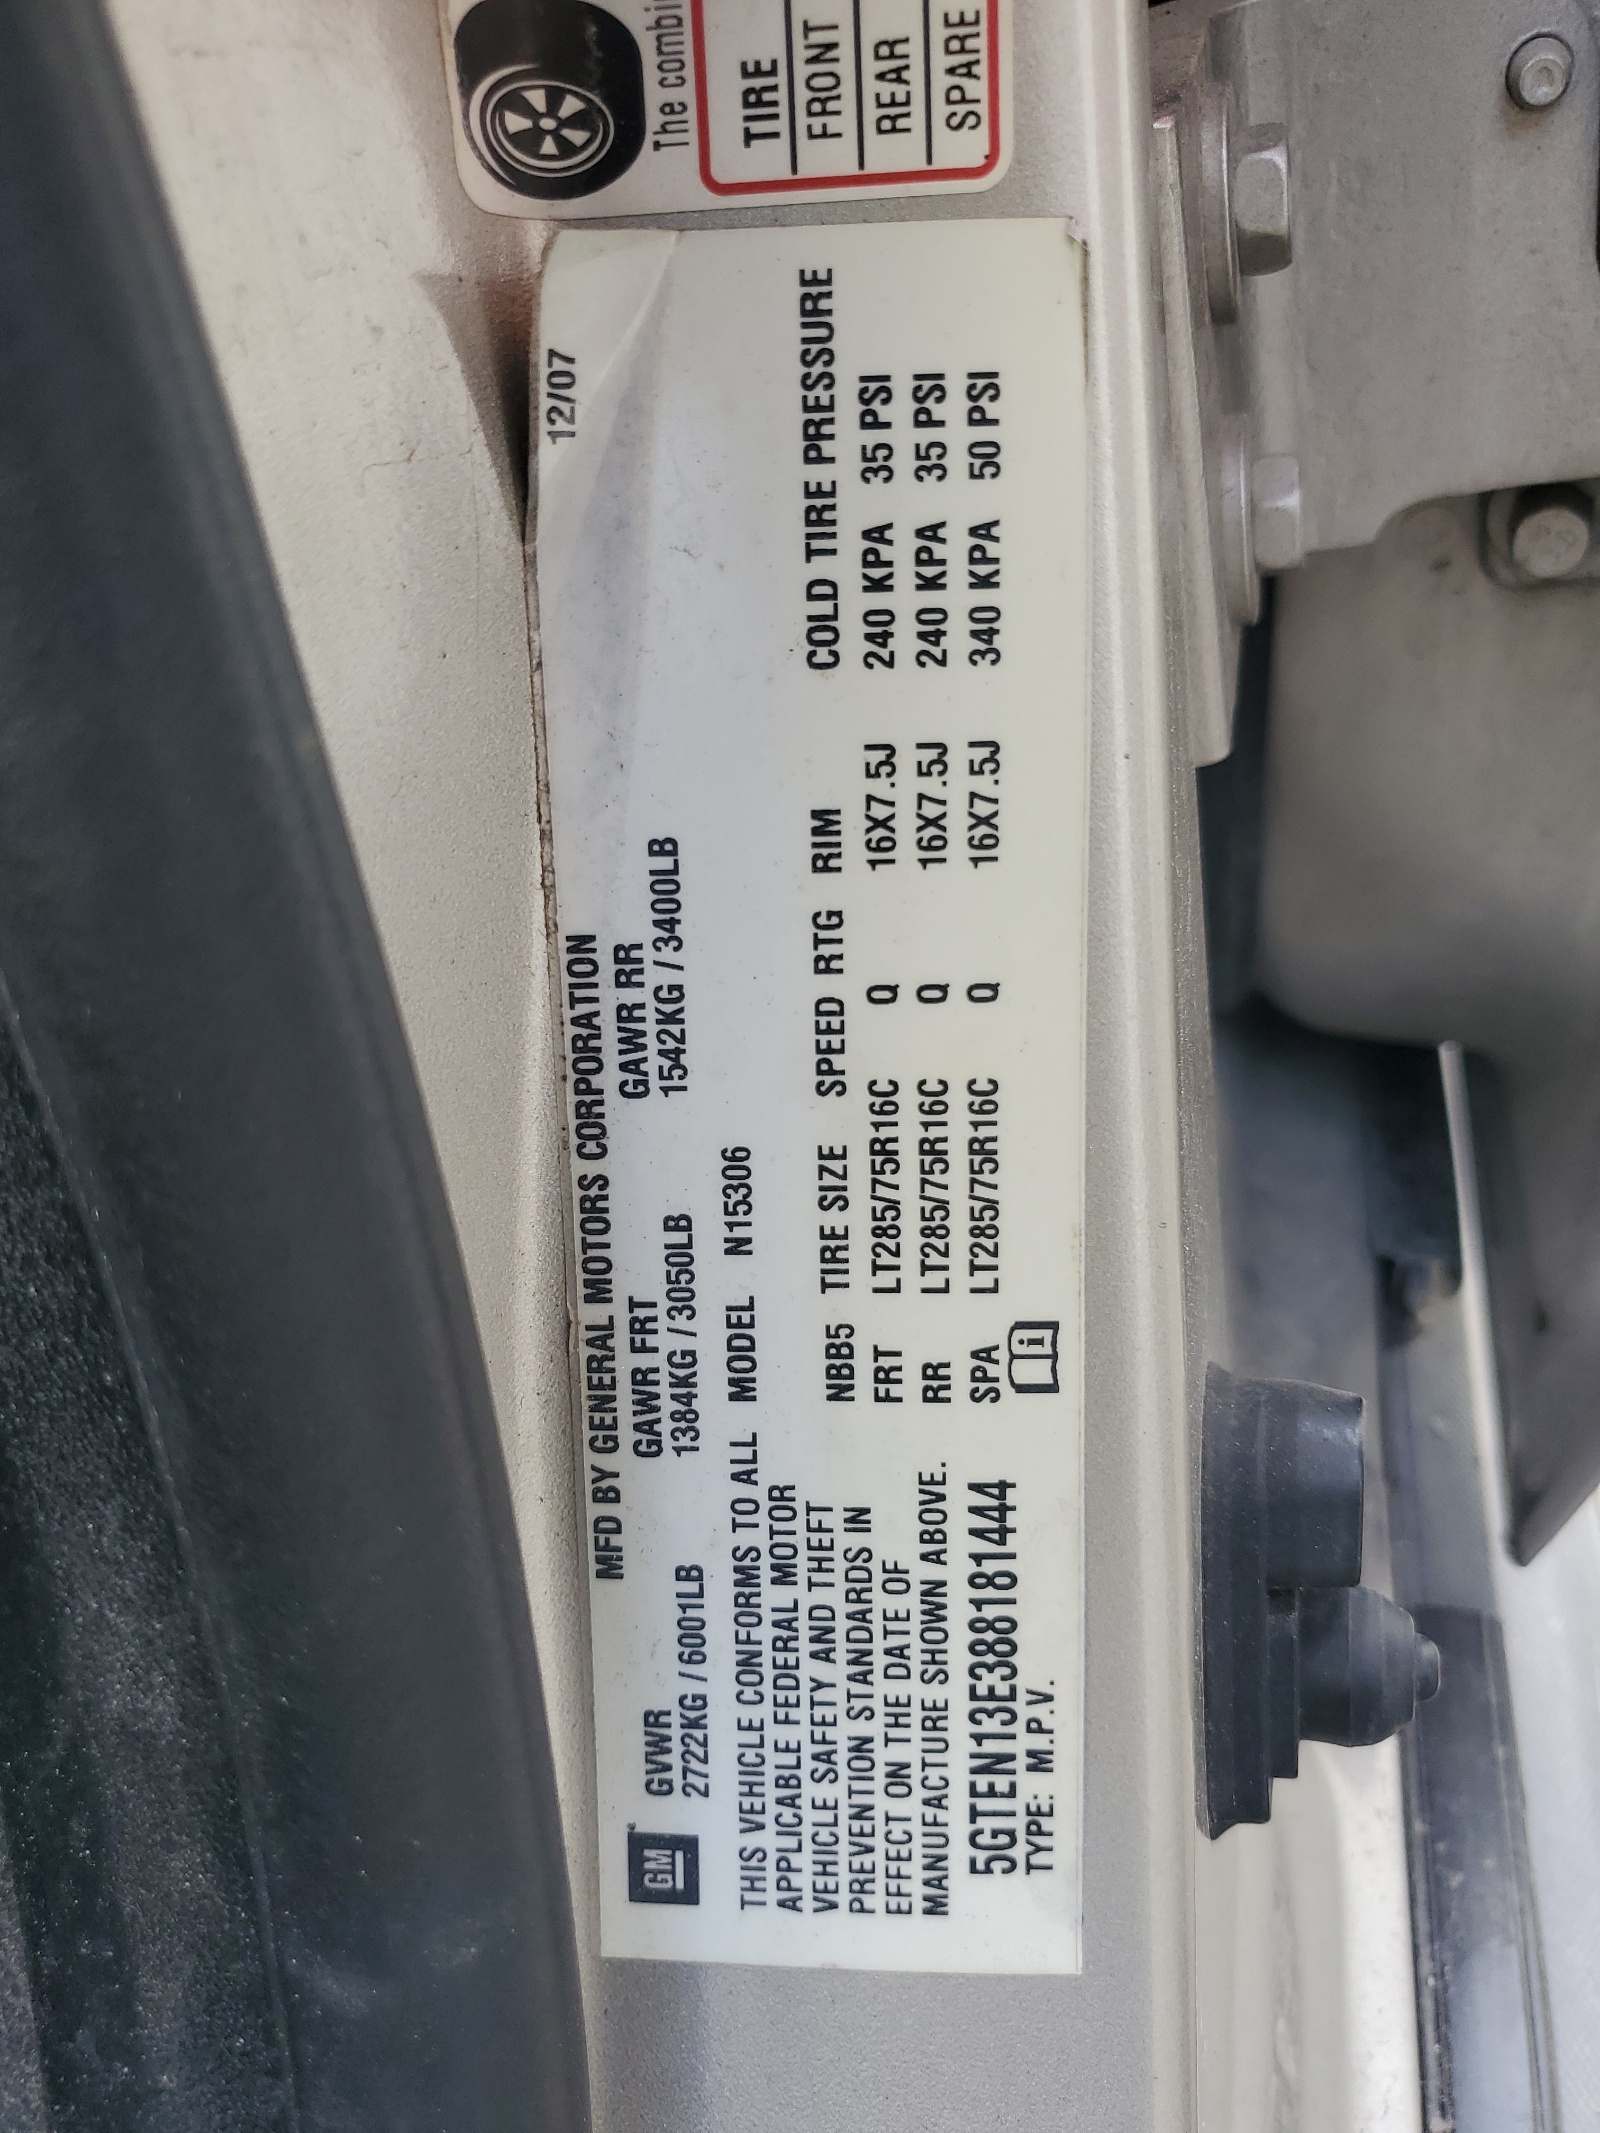 MFD BY GENERAL MOTORS CORPORATION 12/07
GM
GVWR GAWR FRT GAWR RR
2722KG / 6001LB 1384KG / 3050LB 1542KG / 3400LB
THIS VEHICLE CONFORMS TO ALL MODEL N15306
APPLICABLE FEDERAL MOTOR
VEHICLE SAFETY AND THEFT
PREVENTION STANDARDS IN
EFFECT ON THE DATE OF
MANUFACTURE SHOWN ABOVE.
5GTEN13E388181444
TYPE: M.P.V.
NBB5 TIRE SIZE SPEED RTG RIM COLD TIRE PRESSURE
FRT LT285/75R16C Q 16X7.5J 240 KPA 35 PSI
RR LT285/75R16C Q 16X7.5J 240 KPA 35 PSI
SPA LT285/75R16C Q 16X7.5J 340 KPA 50 PSI
The combi
TIRE
FRONT
REAR
SPARE